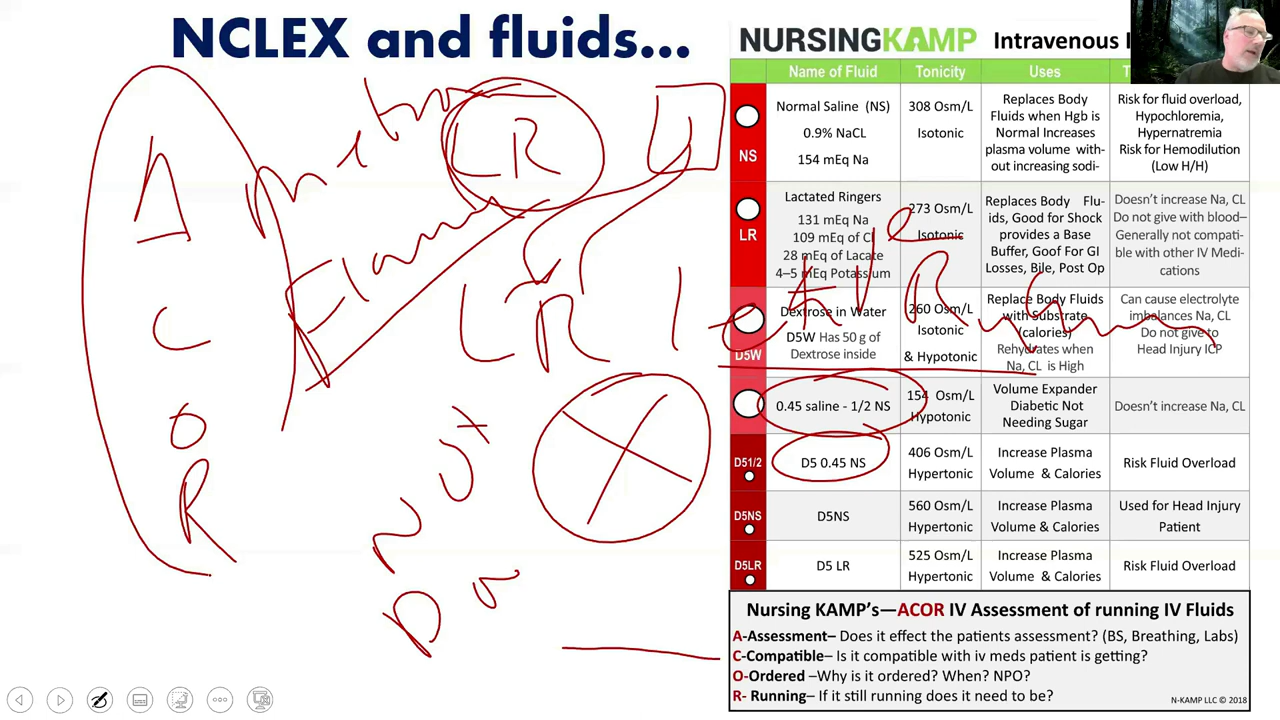 NCLEX and fluids...
NURSINGKAMP
Intravenous
Name of Fluid
Tonicity
Uses
NS
Normal Saline (NS)
0.9% NaCL
154 mEq Na
308 Osm/L
Isotonic
Replaces Body
Fluids when Hgb is
Normal Increases
plasma volume with-
out increasing sodi-
Risk for fluid overload,
Hypochloremia,
Hypernatremia
Risk for Hemodilution
(Low H/H)
LR
Lactated Ringers
131 mEq Na
109 mEq of Cl
28 mEq of Lacate
4–5 mEq Potassium
273 Osm/L
Isotonic
Replaces Body Flu-
ids, Good for Shock
provides a Base
Buffer, Goof For GI
Losses, Bile, Post Op
Doesn't increase Na, CL
Do not give with blood–
Generally not compati-
ble with other IV Medi-
cations
D5W
Dextrose in Water
D5W Has 50 g of
Dextrose inside
260 Osm/L
Isotonic
& Hypotonic
Replace Body Fluids
with Substrate
(calories)
Rehydrates when
Na, CL is High
Can cause electrolyte
imbalances Na, CL
Do not give to
Head Injury ICP
0.45 saline - 1/2 NS
154 Osm/L
Hypotonic
Volume Expander
Diabetic Not
Needing Sugar
Doesn't increase Na, CL
D51/2
D5 0.45 NS
406 Osm/L
Hypertonic
Increase Plasma
Volume & Calories
Risk Fluid Overload
D5NS
D5NS
560 Osm/L
Hypertonic
Increase Plasma
Volume & Calories
Used for Head Injury
Patient
D5LR
D5 LR
525 Osm/L
Hypertonic
Increase Plasma
Volume & Calories
Risk Fluid Overload
Nursing KAMP's—ACOR IV Assessment of running IV Fluids
A-Assessment– Does it effect the patients assessment? (BS, Breathing, Labs)
C-Compatible– Is it compatible with iv meds patient is getting?
O-Ordered –Why is it ordered? When? NPO?
R- Running– If it still running does it need to be?
N-KAMP LLC © 2018
A
C
O
R
LR
LR